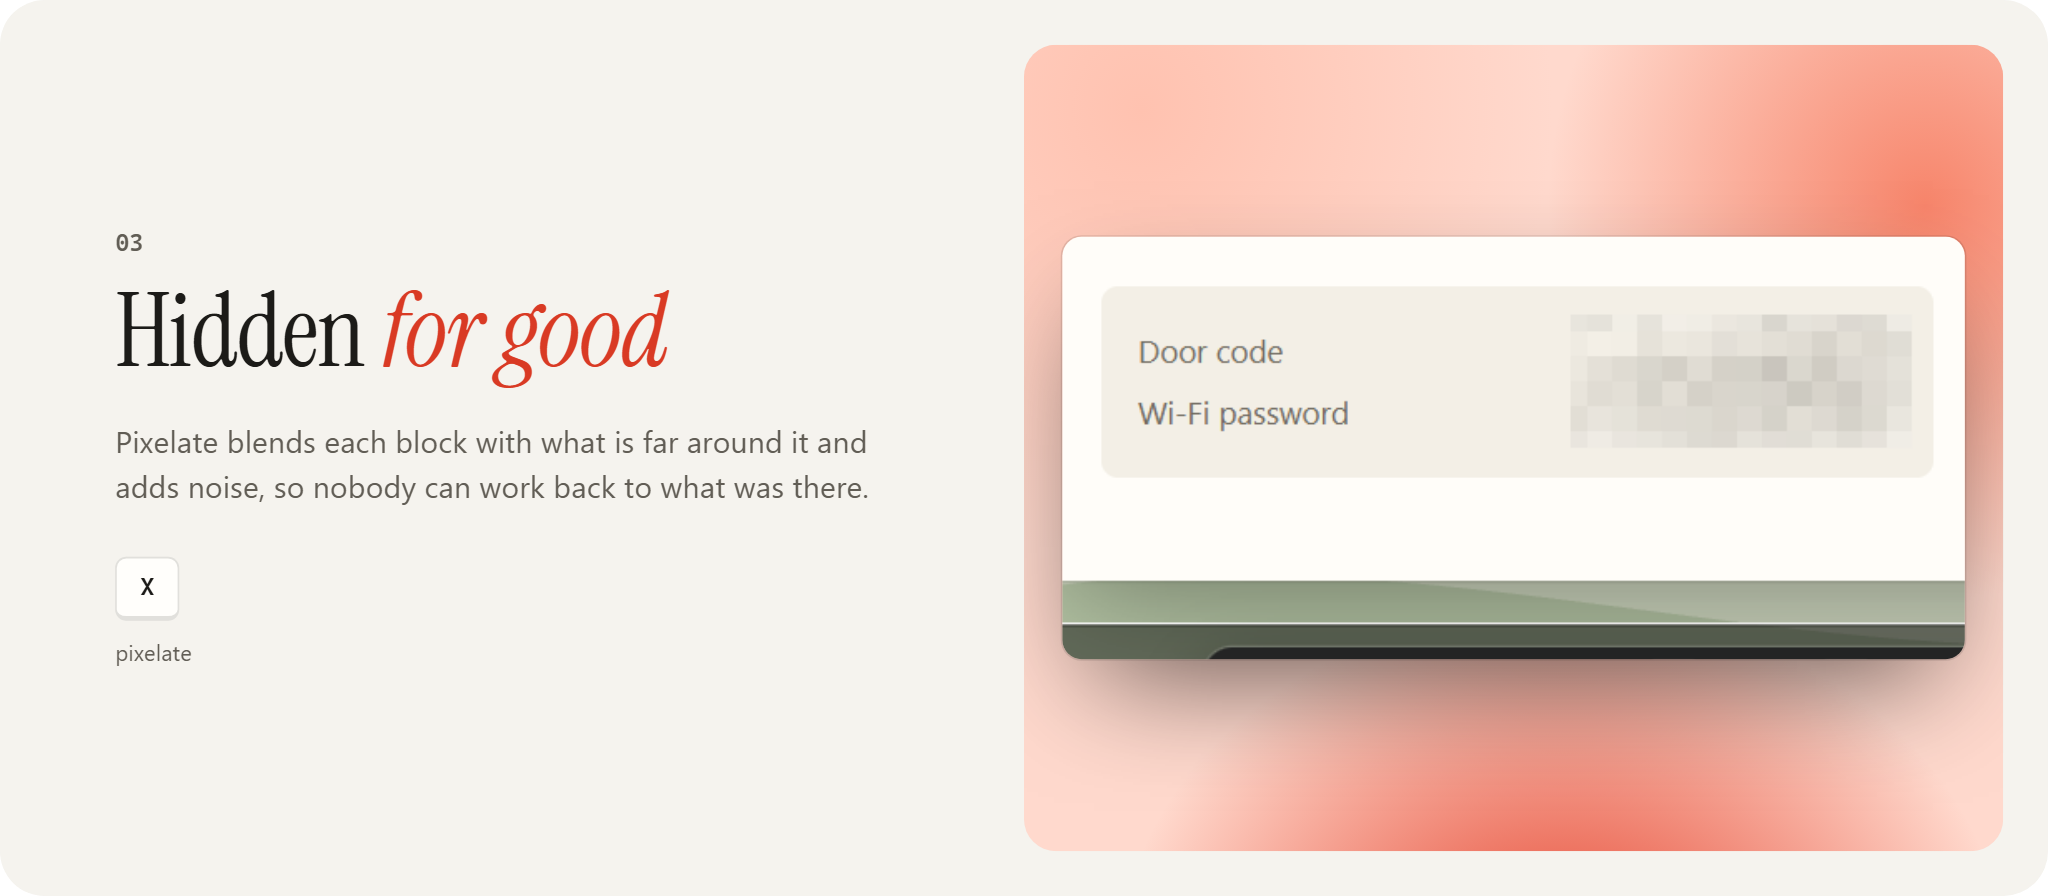 03
Hidden for good
Pixelate blends each block with what is far around it and
adds noise, so nobody can work back to what was there.
X
pixelate
Door code
Wi-Fi password